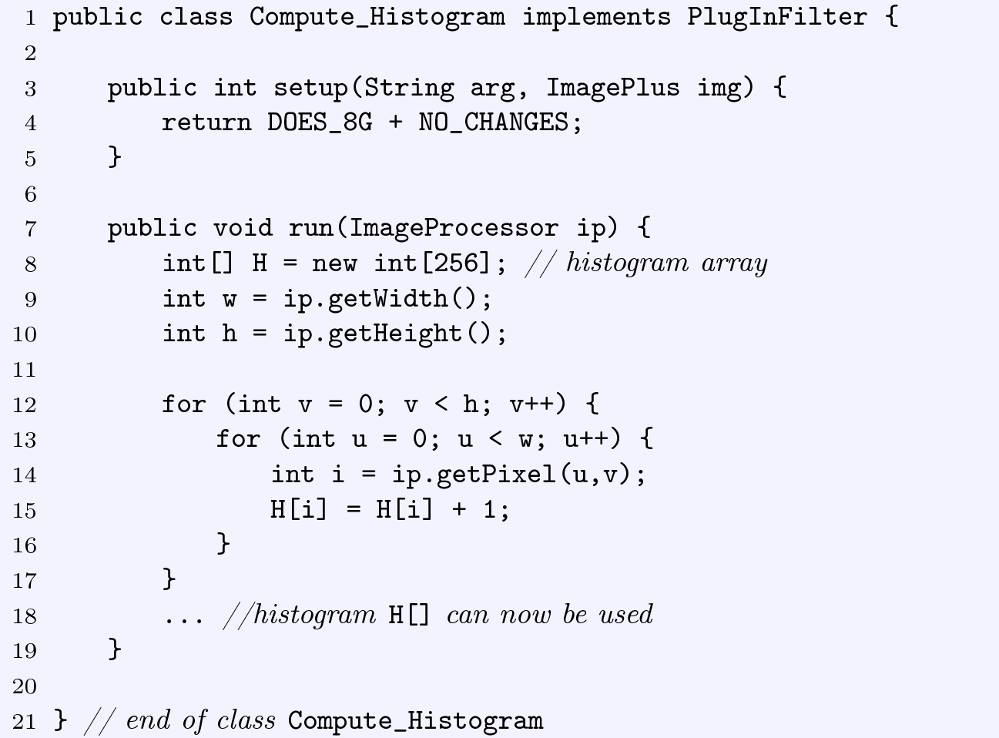 1 public class Compute_Histogram implements PlugInFilter {
2
3 public int setup(String arg, ImagePlus img) {
4 return DOES_8G + NO_CHANGES;
5 }
6
7 public void run(ImageProcessor ip) {
8 int[] H = new int[256]; // histogram array
9 int w = ip.getWidth();
10 int h = ip.getHeight();
11
12 for (int v = 0; v < h; v++) {
13 for (int u = 0; u < w; u++) {
14 int i = ip.getPixel(u,v);
15 H[i] = H[i] + 1;
16 }
17 }
18 ... //histogram H[] can now be used
19 }
20
21 } // end of class Compute_Histogram